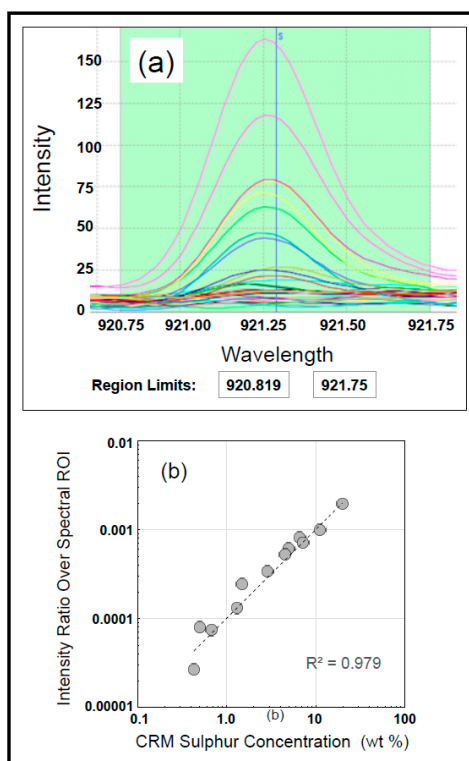 (a)
S
150
125
100
75
50
25
0
Intensity
920.75 921.00 921.25 921.50 921.75
Wavelength
Region Limits: 920.819 921.75
(b)
0.01
0.001
0.0001
0.00001
Intensity Ratio Over Spectral ROI
R² = 0.979
0.1 1.0 10 100
(b)
CRM Sulphur Concentration (wt %)